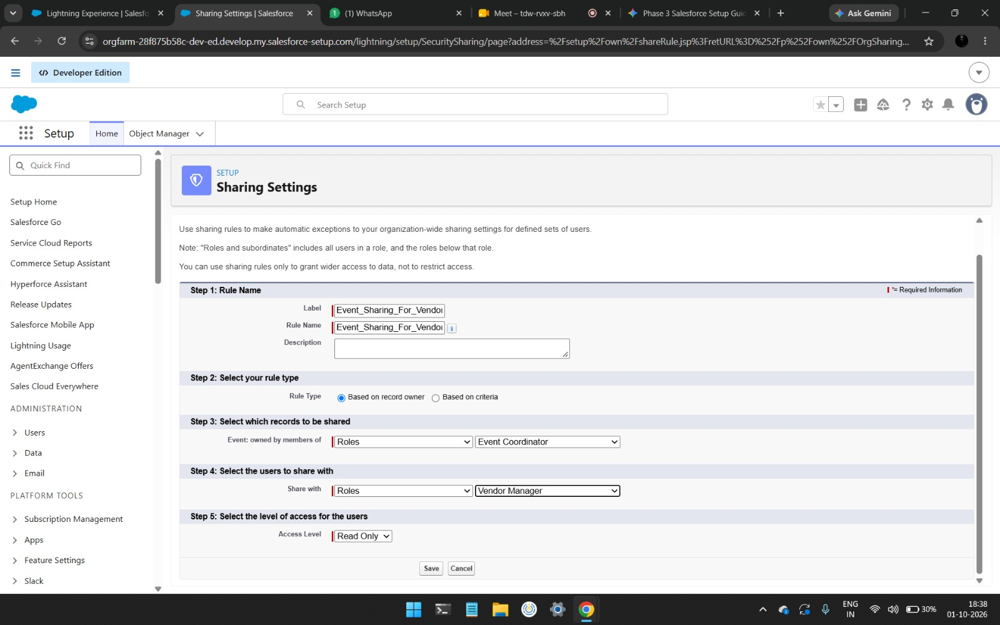 Lightning Experience | Salesfo
Sharing Settings | Salesforce
(1) WhatsApp
Meet – tdw-rvxv-sbh
Phase 3 Salesforce Setup Guid
Ask Gemini
orgfarm-28f875b58c-dev-ed.develop.my.salesforce-setup.com/lightning/setup/SecuritySharing/page?address=%2Fsetup%2Fown%2FshareRule.jsp%3FretURL%3D%252Fp%252Fown%252FOrgSharing...
Developer Edition
Search Setup
Setup
Home
Object Manager
Quick Find
Setup Home
Salesforce Go
Service Cloud Reports
Commerce Setup Assistant
Hyperforce Assistant
Release Updates
Salesforce Mobile App
Lightning Usage
AgentExchange Offers
Sales Cloud Everywhere
ADMINISTRATION
Users
Data
Email
PLATFORM TOOLS
Subscription Management
Apps
Feature Settings
Slack
SETUP
Sharing Settings
Use sharing rules to make automatic exceptions to your organization-wide sharing settings for defined sets of users.
Note: "Roles and subordinates" includes all users in a role, and the roles below that role.
You can use sharing rules only to grant wider access to data, not to restrict access.
Step 1: Rule Name
*= Required Information
Label
Event_Sharing_For_Vendor
Rule Name
Event_Sharing_For_Vendor
i
Description
Step 2: Select your rule type
Rule Type
Based on record owner
Based on criteria
Step 3: Select which records to be shared
Event: owned by members of
Roles
Event Coordinator
Step 4: Select the users to share with
Share with
Roles
Vendor Manager
Step 5: Select the level of access for the users
Access Level
Read Only
Save
Cancel
ENG
IN
30%
18:38
01-10-2026